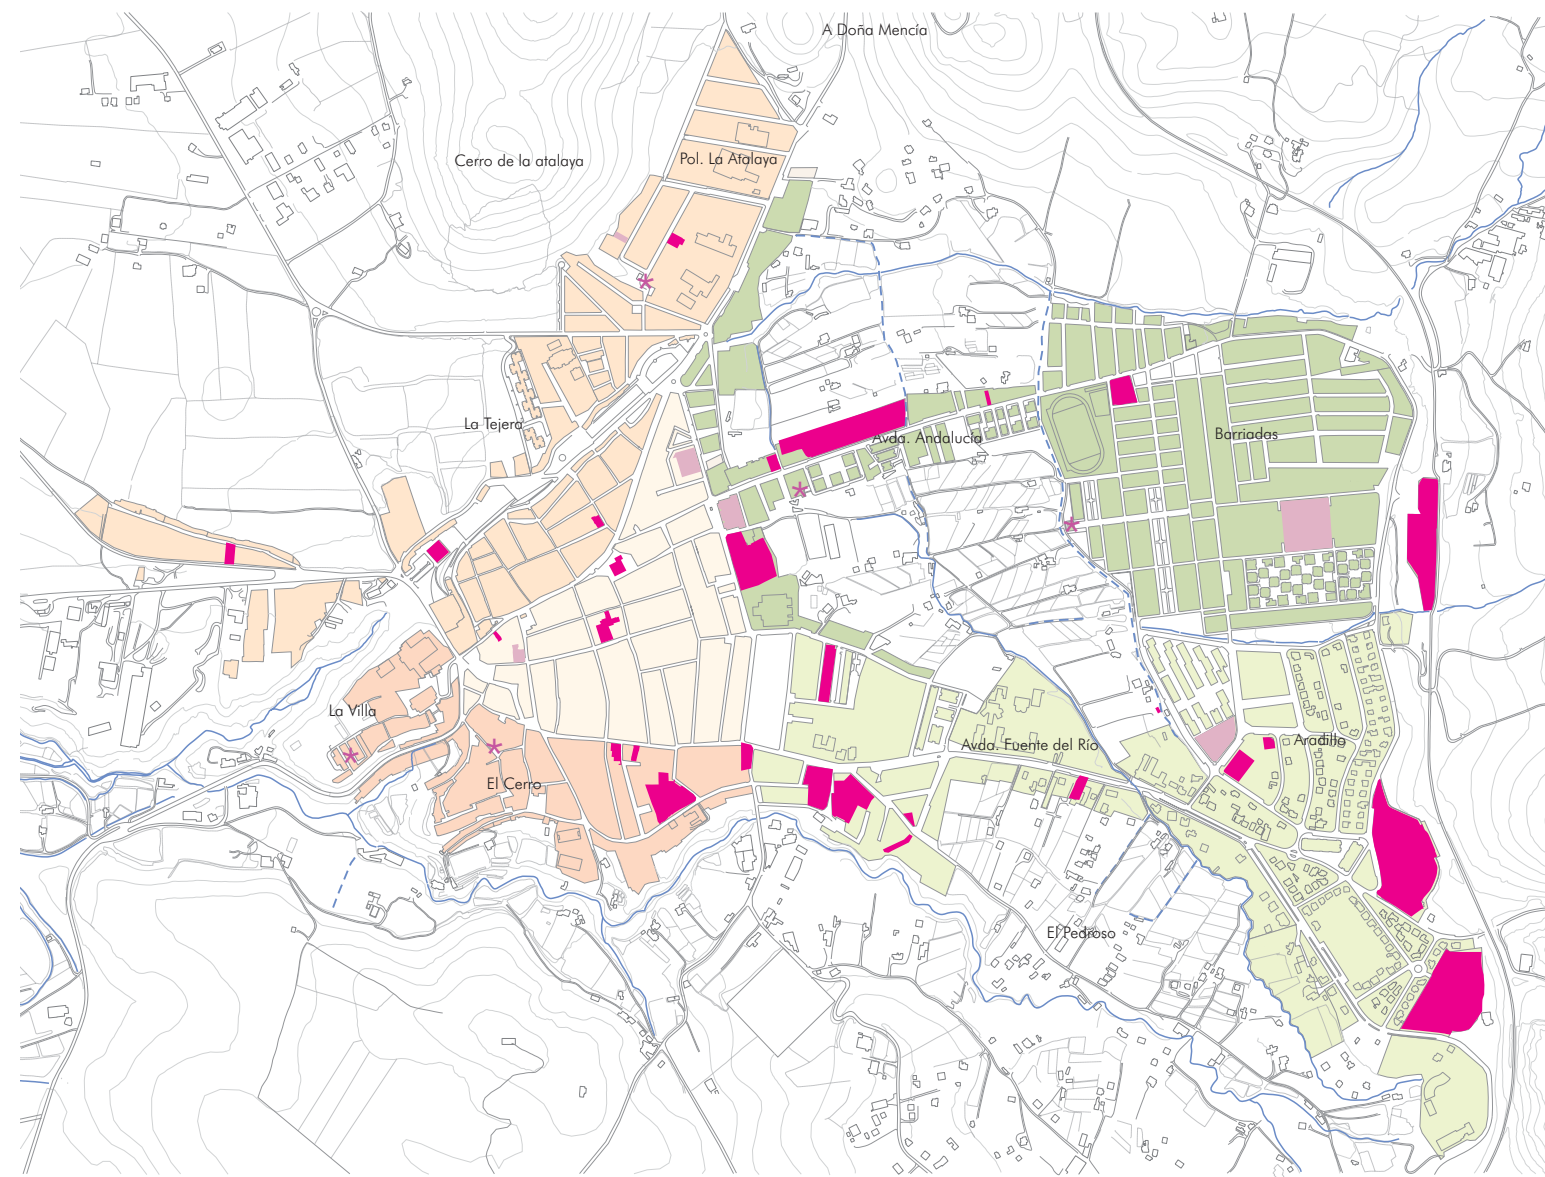 A Doña Mencía
Cerro de la atalaya
Pol. La Atalaya
La Tejera
Avda. Andalucía
Barriadas
La Villa
Avda. Fuente del Río
Aradillo
El Cerro
El Pedroso